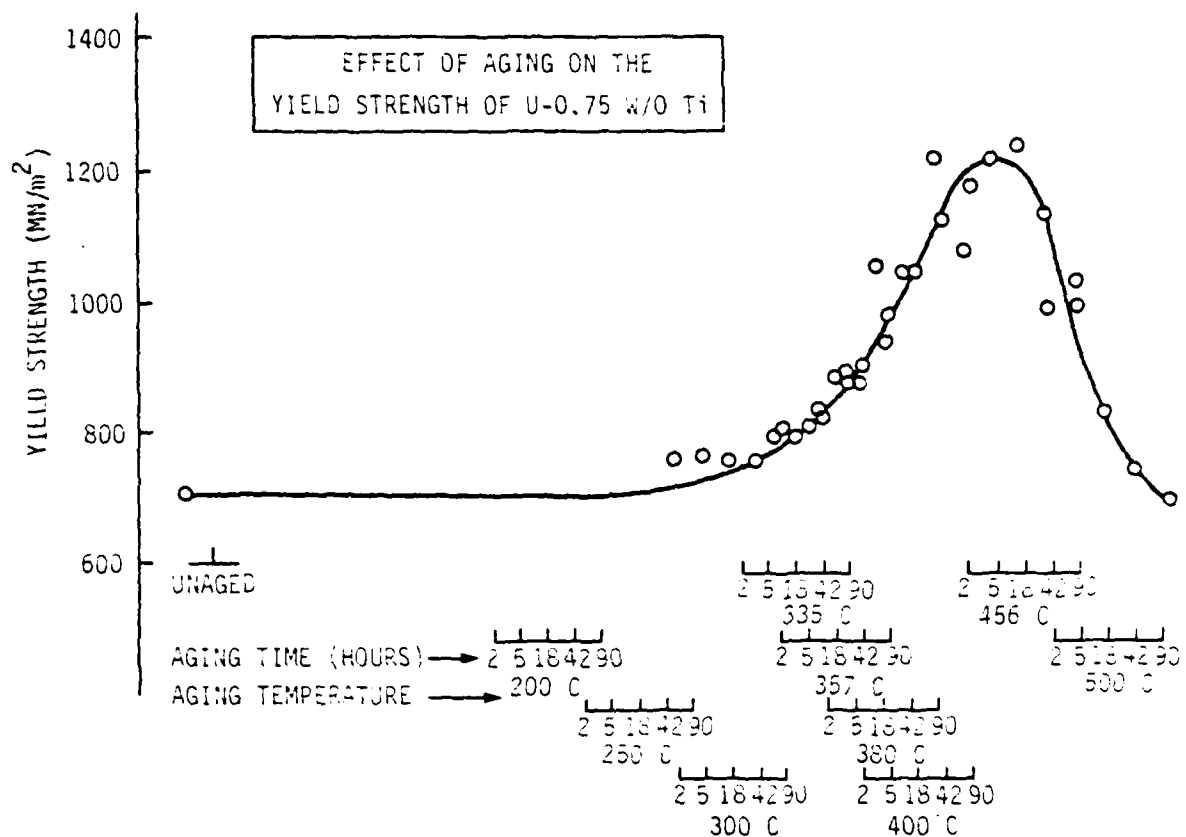 1400
EFFECT OF AGING ON THE
YIELD STRENGTH OF U-0.75 W/O Ti
1200
YIELD STRENGTH (MN/m²)
1000
800
600
UNAGED
2 5 18 42 90
335 C
2 5 18 42 90
456 C
AGING TIME (HOURS)
2 5 18 42 90
200 C
2 5 18 42 90
357 C
2 5 18 42 90
500 C
AGING TEMPERATURE
2 5 18 42 90
250 C
2 5 18 42 90
380 C
2 5 18 42 90
300 C
2 5 18 42 90
400 C